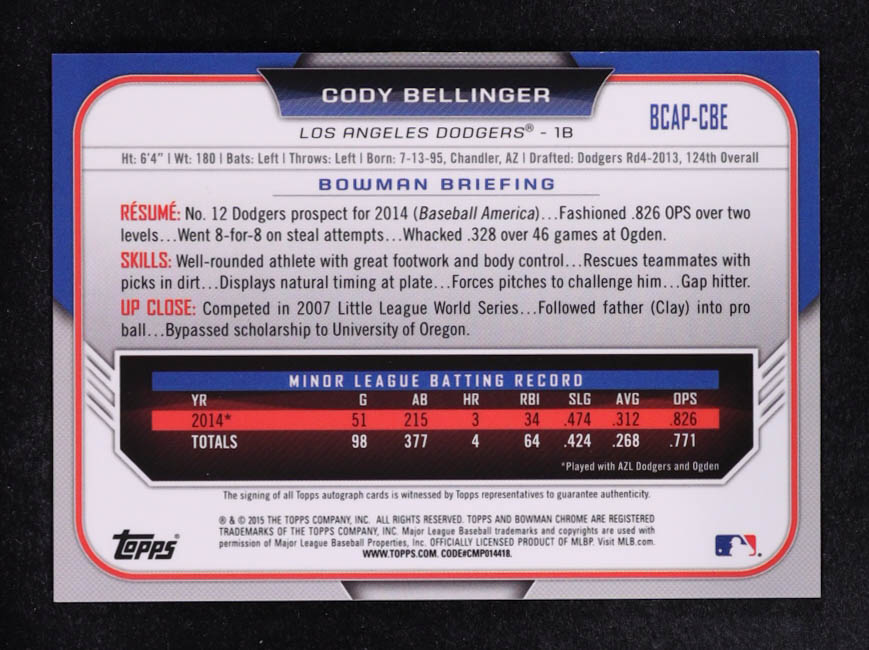 CODY BELLINGER
BCAP-CBE
LOS ANGELES DODGERS® - 1B
Ht: 6'4" | Wt: 180 | Bats: Left | Throws: Left | Born: 7-13-95, Chandler, AZ | Drafted: Dodgers Rd4-2013, 124th Overall
BOWMAN BRIEFING
RÉSUMÉ: No. 12 Dodgers prospect for 2014 (Baseball America)...Fashioned .826 OPS over two
levels...Went 8-for-8 on steal attempts...Whacked .328 over 46 games at Ogden.
SKILLS: Well-rounded athlete with great footwork and body control...Rescues teammates with
picks in dirt...Displays natural timing at plate...Forces pitches to challenge him...Gap hitter.
UP CLOSE: Competed in 2007 Little League World Series...Followed father (Clay) into pro
ball...Bypassed scholarship to University of Oregon.
MINOR LEAGUE BATTING RECORD
YR G AB HR RBI SLG AVG OPS
2014* 51 215 3 34 .474 .312 .826
TOTALS 98 377 4 64 .424 .268 .771
*Played with AZL Dodgers and Ogden
The signing of all Topps autograph cards is witnessed by Topps representatives to guarantee authenticity.
® & © 2015 THE TOPPS COMPANY, INC. ALL RIGHTS RESERVED. TOPPS AND BOWMAN CHROME ARE REGISTERED
TRADEMARKS OF THE TOPPS COMPANY, INC. Major League Baseball trademarks and copyrights are used with
permission of Major League Baseball Properties, Inc. OFFICIALLY LICENSED PRODUCT OF MLBP. Visit MLB.com.
WWW.TOPPS.COM. CODE#CMP014418.
TOPPS®